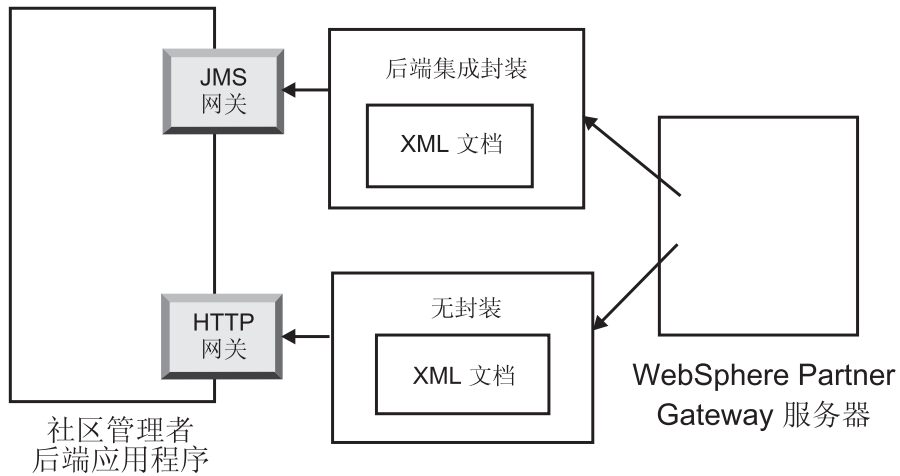 JMS
网关
后端集成封装
XML 文档
HTTP
网关
无封装
XML 文档
WebSphere Partner
Gateway 服务器
社区管理者
后端应用程序